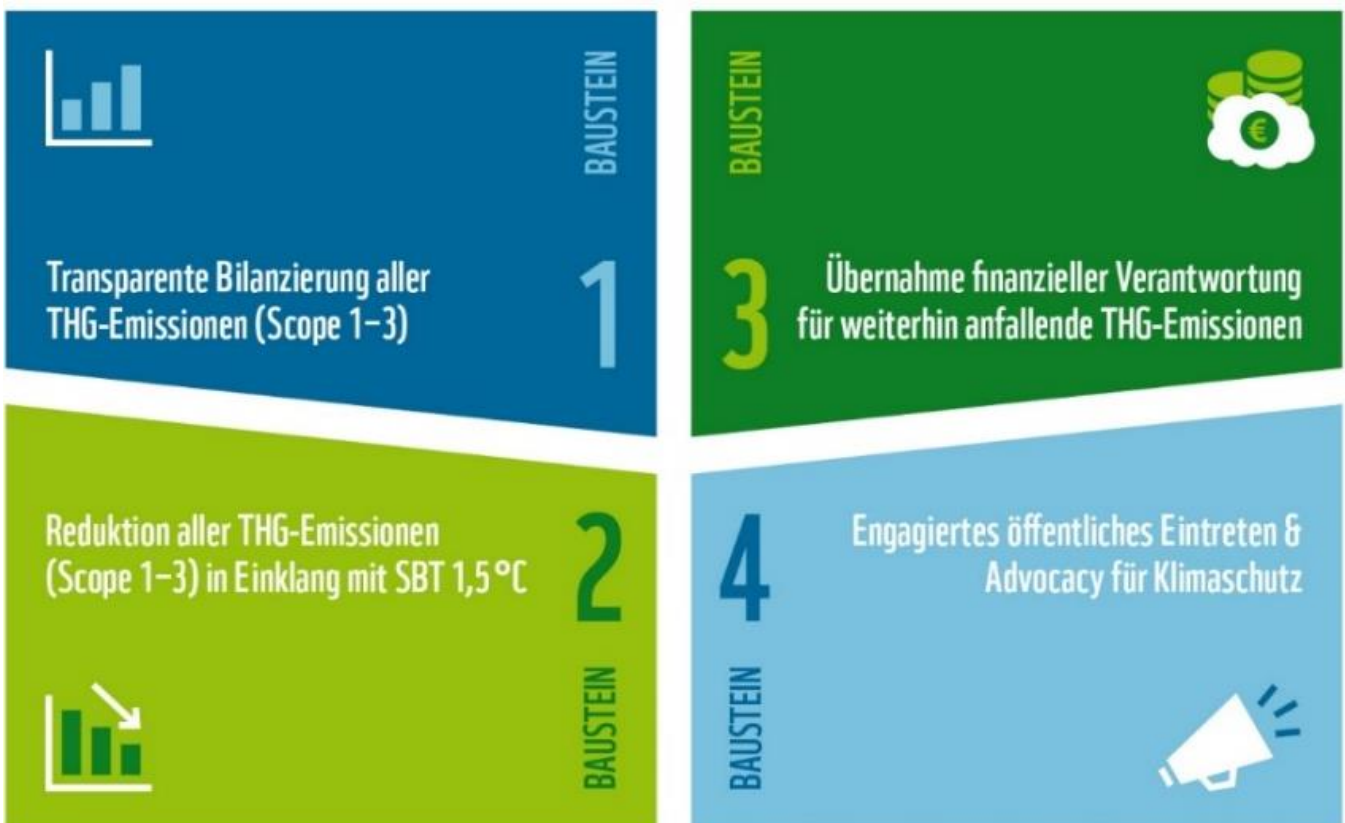 BAUSTEIN
1
Transparente Bilanzierung aller
THG-Emissionen (Scope 1–3)
Reduktion aller THG-Emissionen
(Scope 1–3) in Einklang mit SBT 1,5 °C
2
BAUSTEIN
BAUSTEIN
3
€
Übernahme finanzieller Verantwortung
für weiterhin anfallende THG-Emissionen
4
Engagiertes öffentliches Eintreten &
Advocacy für Klimaschutz
BAUSTEIN